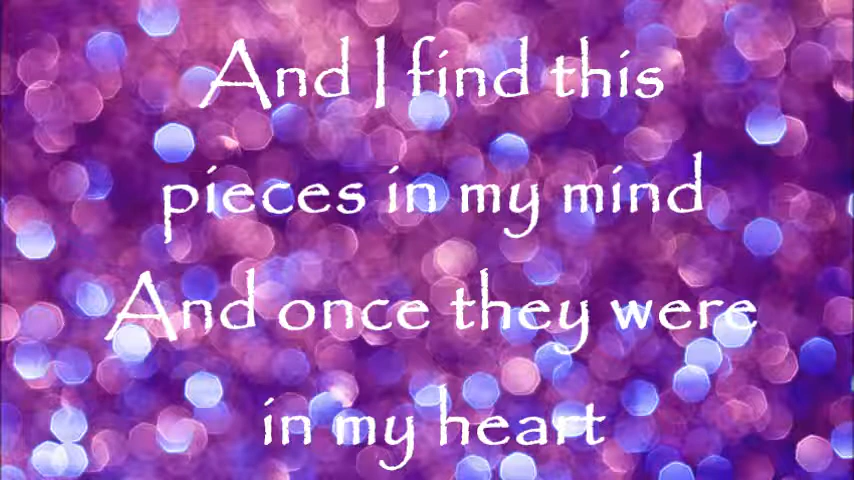 And I find this
pieces in my mind
And once they were
in my heart